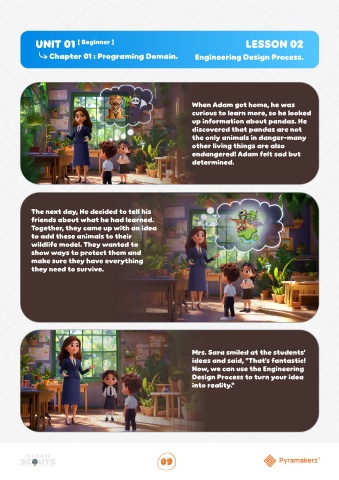 UNIT 01 [ Beginner ]
Chapter 01 : Programing Domain.
LESSON 02
Engineering Design Process.
When Adam got home, he was
curious to learn more, so he looked
up information about pandas. He
discovered that pandas are not
the only animals in danger-many
other living things are also
endangered! Adam felt sad but
determined.
The next day, He decided to tell his
friends about what he had learned.
Together, they came up with an idea
to add these animals to their
wildlife model. They wanted to
show ways to protect them and
make sure they have everything
they need to survive.
Mrs. Sara smiled at the students'
ideas and said, "That's fantastic!
Now, we can use the Engineering
Design Process to turn your idea
into reality."
STEAM
SCOUTS
09
Pyramakerz